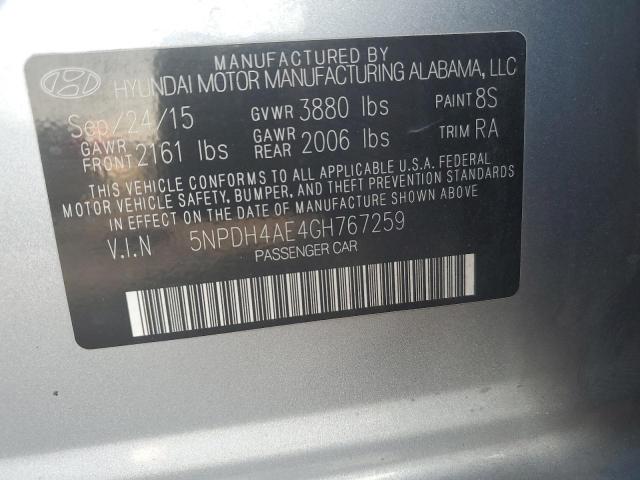 MANUFACTURED BY
HYUNDAI MOTOR MANUFACTURING ALABAMA, LLC
Sep/24/15 GVWR 3880 lbs PAINT 8S
GAWR FRONT 2161 lbs GAWR REAR 2006 lbs TRIM RA
THIS VEHICLE CONFORMS TO ALL APPLICABLE U.S.A. FEDERAL
MOTOR VEHICLE SAFETY, BUMPER, AND THEFT PREVENTION STANDARDS
IN EFFECT ON THE DATE OF MANUFACTURE SHOWN ABOVE
V.I.N 5NPDH4AE4GH767259
PASSENGER CAR